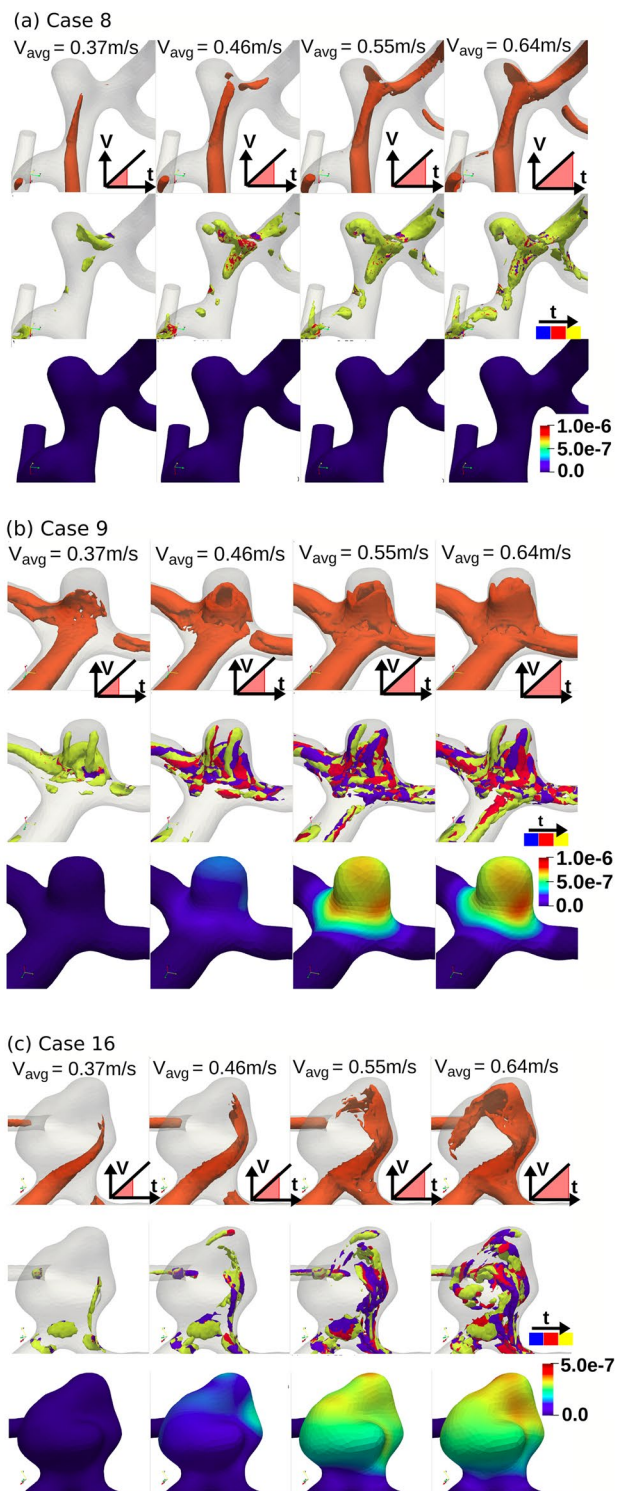 (a) Case 8
Vavg = 0.37m/s Vavg = 0.46m/s Vavg = 0.55m/s Vavg = 0.64m/s
V t V t V t V t
t
1.0e-6
5.0e-7
0.0
(b) Case 9
Vavg = 0.37m/s Vavg = 0.46m/s Vavg = 0.55m/s Vavg = 0.64m/s
V t V t V t V t
t
1.0e-6
5.0e-7
0.0
(c) Case 16
Vavg = 0.37m/s Vavg = 0.46m/s Vavg = 0.55m/s Vavg = 0.64m/s
V t V t V t V t
t
5.0e-7
0.0